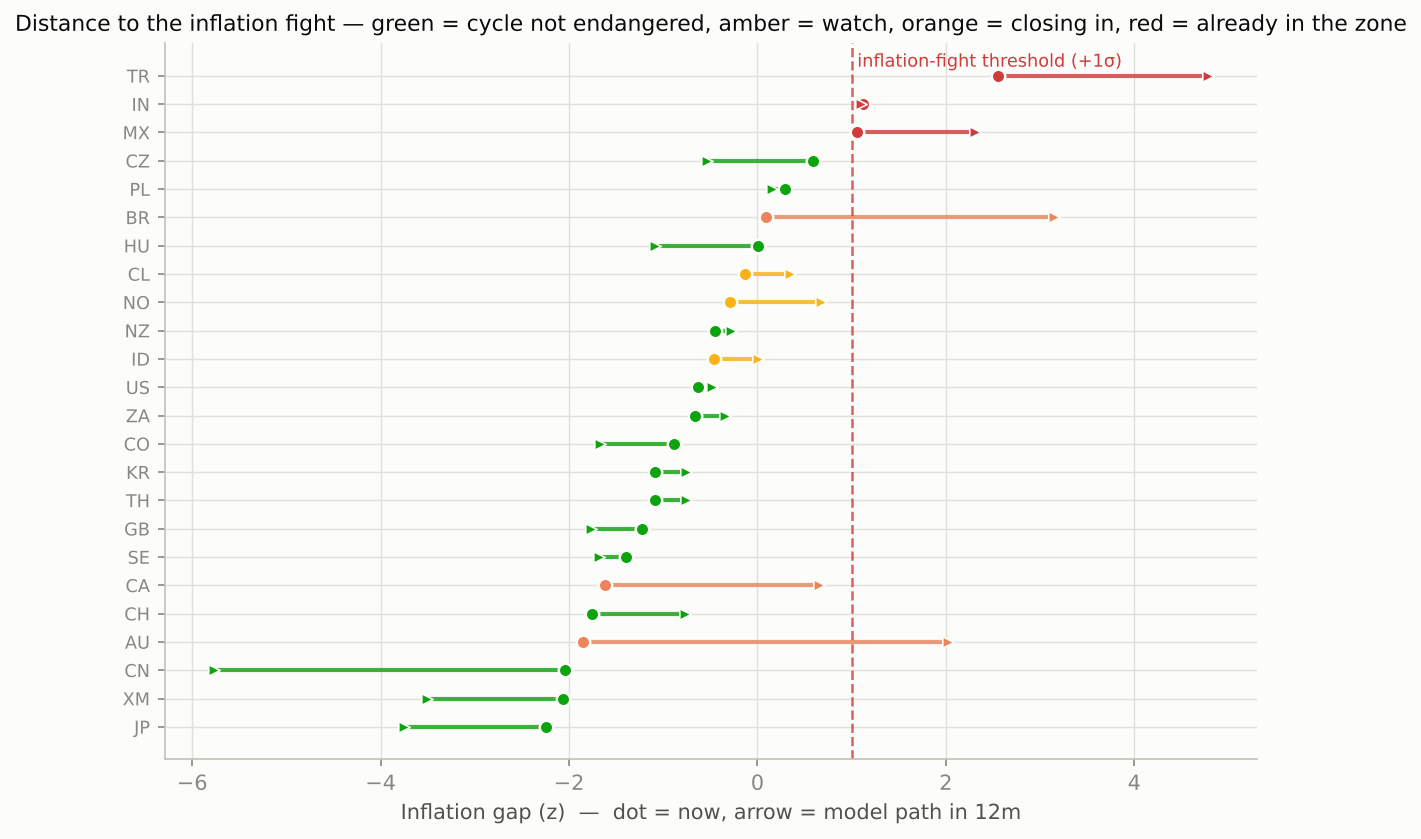 Distance to the inflation fight — green = cycle not endangered, amber = watch, orange = closing in, red = already in the zone
inflation-fight threshold (+1σ)
TR
IN
MX
CZ
PL
BR
HU
CL
NO
NZ
ID
US
ZA
CO
KR
TH
GB
SE
CA
CH
AU
CN
XM
JP
−6 −4 −2 0 2 4
Inflation gap (z) — dot = now, arrow = model path in 12m